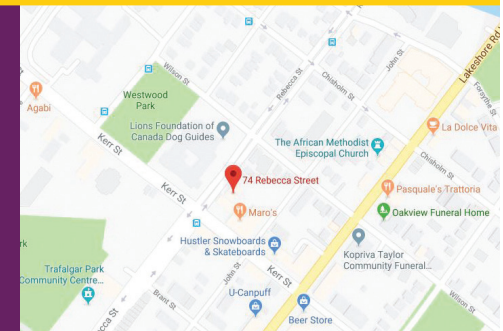 Lakeshore Rd
Wilson St
Rebecca St
Chisholm St
John St
Forsythe St
Westwood
Park
Agabi
Lions Foundation of
Canada Dog Guides
Kerr St
The African Methodist
Episcopal Church
La Dolce Vita
Chisholm St
74 Rebecca Street
Kerr St
Pasquale's Trattoria
Maro's
Oakview Funeral Home
Hustler Snowboards
& Skateboards
Kopriva Taylor
Community Funeral...
Trafalgar Park
Community Centre...
John St
Kerr St
Brant St
U-Canpuff
Wilson St
Beer Store